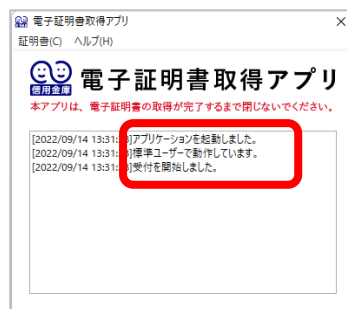 電子証明書取得アプリ
証明書(C) ヘルプ(H)
信用金庫
電子証明書取得アプリ
本アプリは、電子証明書の取得が完了するまで閉じないでください。
[2022/09/14 13:31: 3]アプリケーションを起動しました。
[2022/09/14 13:31: 3]標準ユーザーで動作しています。
[2022/09/14 13:31: 3]受付を開始しました。